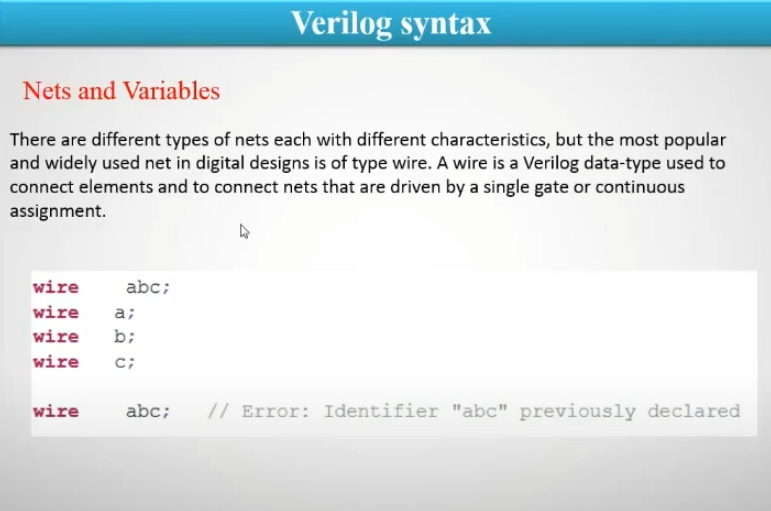 Verilog syntax
Nets and Variables
There are different types of nets each with different characteristics, but the most popular
and widely used net in digital designs is of type wire. A wire is a Verilog data-type used to
connect elements and to connect nets that are driven by a single gate or continuous
assignment.
wire abc;
wire a;
wire b;
wire c;
wire abc; // Error: Identifier "abc" previously declared